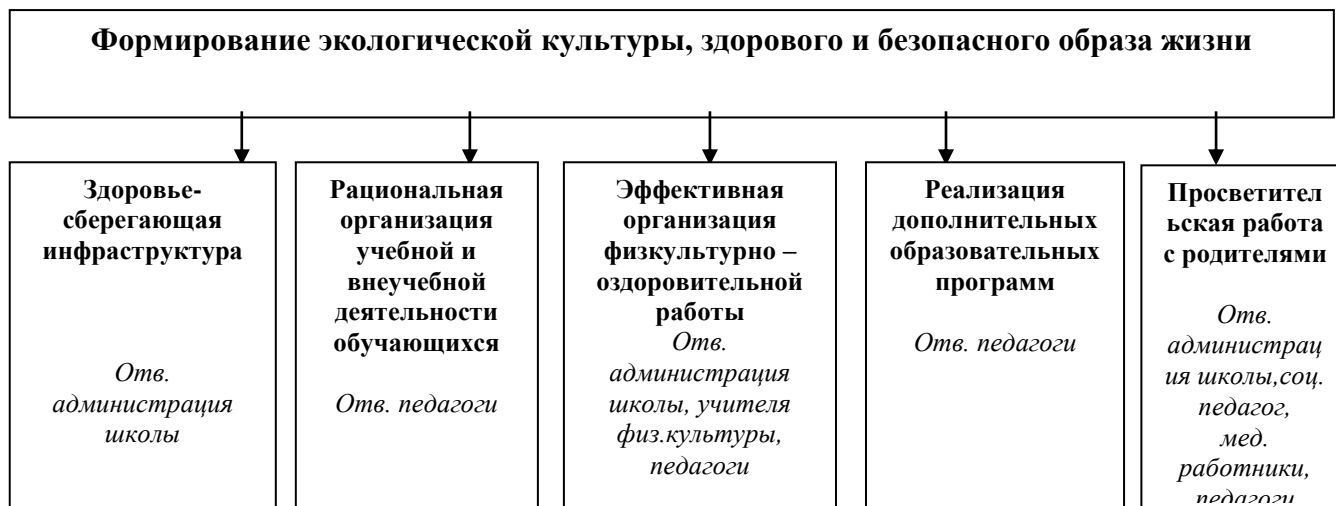 Формирование экологической культуры, здорового и безопасного образа жизни
Здоровье-
сберегающая
инфраструктура
Отв.
администрация
школы
Рациональная
организация
учебной и
внеучебной
деятельности
обучающихся
Отв. педагоги
Эффективная
организация
физкультурно –
оздоровительной
работы
Отв.
администрация
школы, учителя
физ.культуры,
педагоги
Реализация
дополнительных
образовательных
программ
Отв. педагоги
Просветител
ьская работа
с родителями
Отв.
администрац
ия школы,соц.
педагог,
мед.
работники,
педагоги